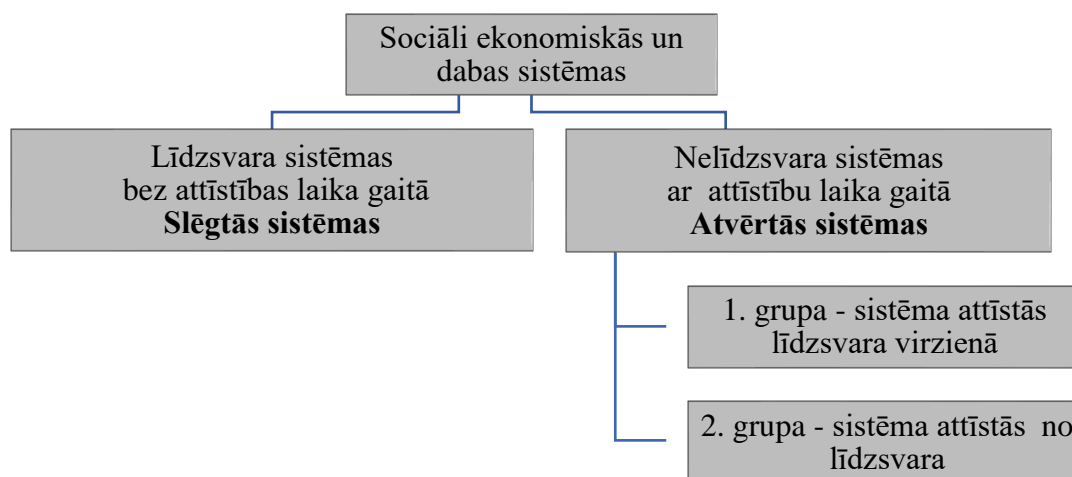 Sociāli ekonomiskās un
dabas sistēmas
Līdzsvara sistēmas
bez attīstības laika gaitā
Slēgtās sistēmas
Nelīdzsvara sistēmas
ar attīstību laika gaitā
Atvērtās sistēmas
1. grupa - sistēma attīstās
līdzsvara virzienā
2. grupa - sistēma attīstās no
līdzsvara